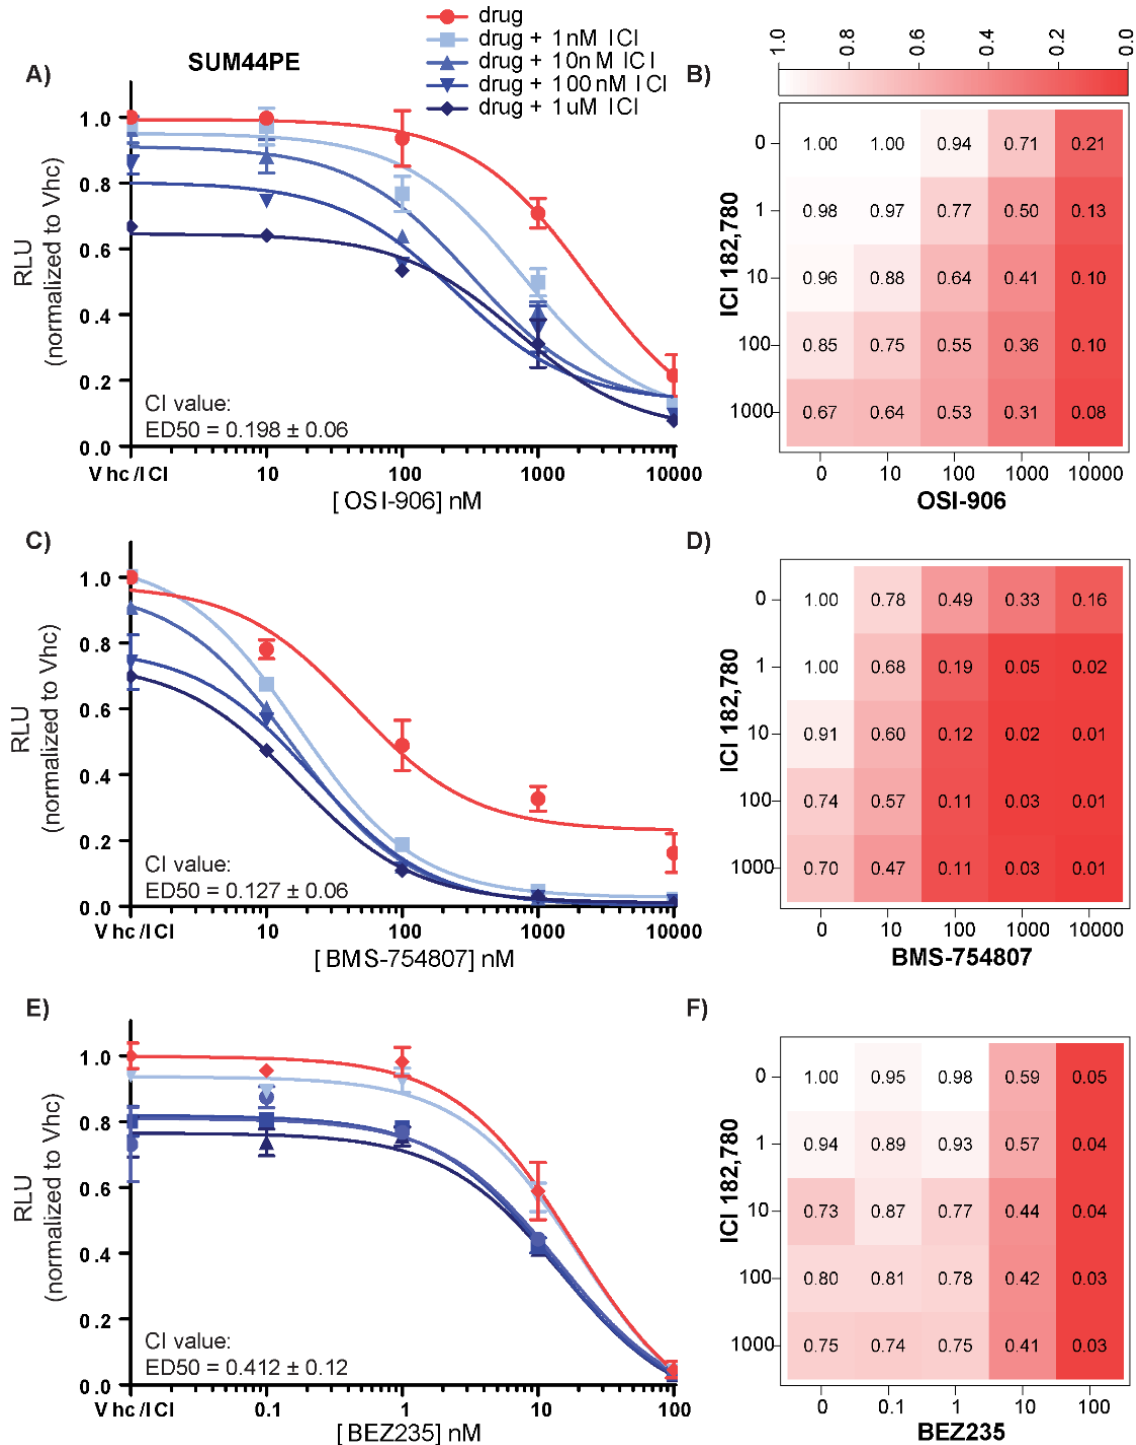 drug
drug + 1nM ICI
drug + 10nM ICI
drug + 100nM ICI
drug + 1uM ICI
A)
SUM44PE
RLU
(normalized to Vhc)
1.0
0.8
0.6
0.4
0.2
0.0
CI value:
ED50 = 0.198 ± 0.06
Vhc/ICI 10 100 1000 10000
[OSI-906] nM
B)
1.0 0.8 0.6 0.4 0.2 0.0
ICI 182,780
0 1.00 1.00 0.94 0.71 0.21
1 0.98 0.97 0.77 0.50 0.13
10 0.96 0.88 0.64 0.41 0.10
100 0.85 0.75 0.55 0.36 0.10
1000 0.67 0.64 0.53 0.31 0.08
0 10 100 1000 10000
OSI-906
C)
RLU
(normalized to Vhc)
1.0
0.8
0.6
0.4
0.2
0.0
CI value:
ED50 = 0.127 ± 0.06
Vhc/ICI 10 100 1000 10000
[BMS-754807] nM
D)
ICI 182,780
0 1.00 0.78 0.49 0.33 0.16
1 1.00 0.68 0.19 0.05 0.02
10 0.91 0.60 0.12 0.02 0.01
100 0.74 0.57 0.11 0.03 0.01
1000 0.70 0.47 0.11 0.03 0.01
0 10 100 1000 10000
BMS-754807
E)
RLU
(normalized to Vhc)
1.0
0.8
0.6
0.4
0.2
0.0
CI value:
ED50 = 0.412 ± 0.12
Vhc/ICI 0.1 1 10 100
[BEZ235] nM
F)
ICI 182,780
0 1.00 0.95 0.98 0.59 0.05
1 0.94 0.89 0.93 0.57 0.04
10 0.73 0.87 0.77 0.44 0.04
100 0.80 0.81 0.78 0.42 0.03
1000 0.75 0.74 0.75 0.41 0.03
0 0.1 1 10 100
BEZ235